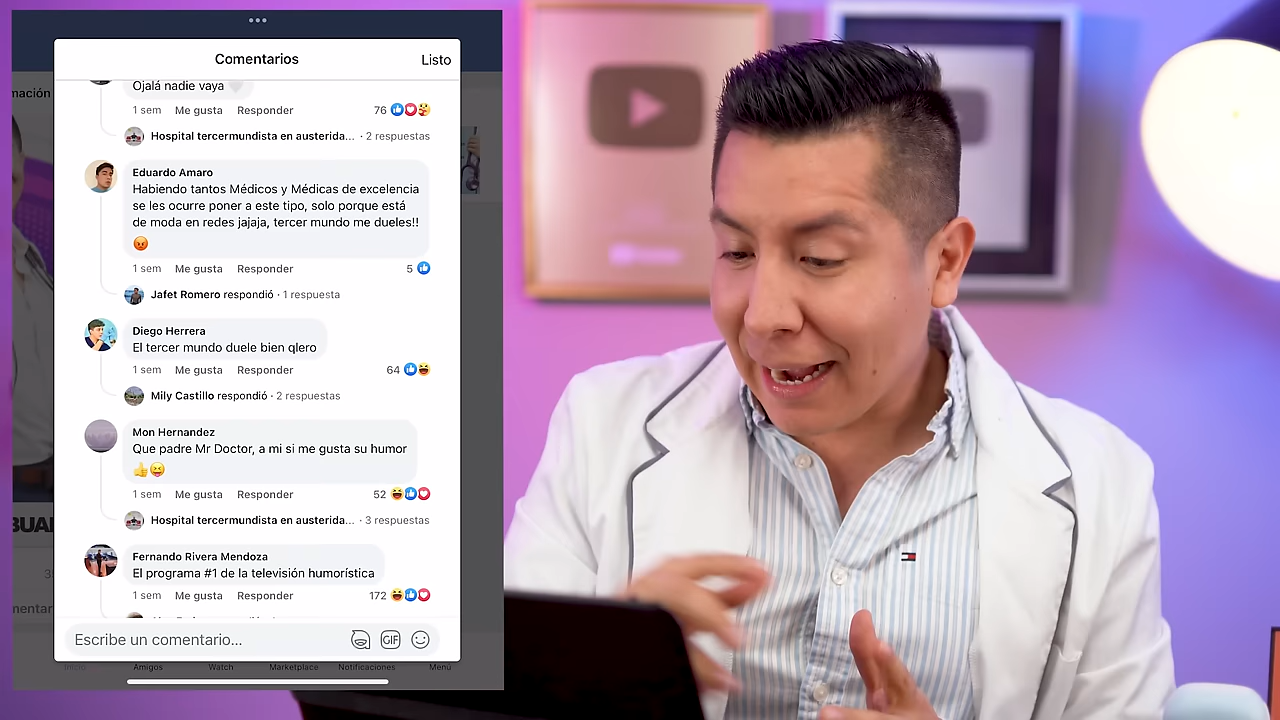 Comentarios
Listo
mación
Ojalá nadie vaya
1 sem Me gusta Responder 76
Hospital tercermundista en austerida... · 2 respuestas
Eduardo Amaro
Habiendo tantos Médicos y Médicas de excelencia
se les ocurre poner a este tipo, solo porque está
de moda en redes jajaja, tercer mundo me dueles!!
1 sem Me gusta Responder 5
Jafet Romero respondió · 1 respuesta
Diego Herrera
El tercer mundo duele bien qlero
1 sem Me gusta Responder 64
Mily Castillo respondió · 2 respuestas
Mon Hernandez
Que padre Mr Doctor, a mi si me gusta su humor
1 sem Me gusta Responder 52
Hospital tercermundista en austerida... · 3 respuestas
BUAN
Fernando Rivera Mendoza
El programa #1 de la televisión humorística
1 sem Me gusta Responder 172
mentar
Escribe un comentario...
GIF
Inicio Amigos Watch Marketplace Notificaciones Menú